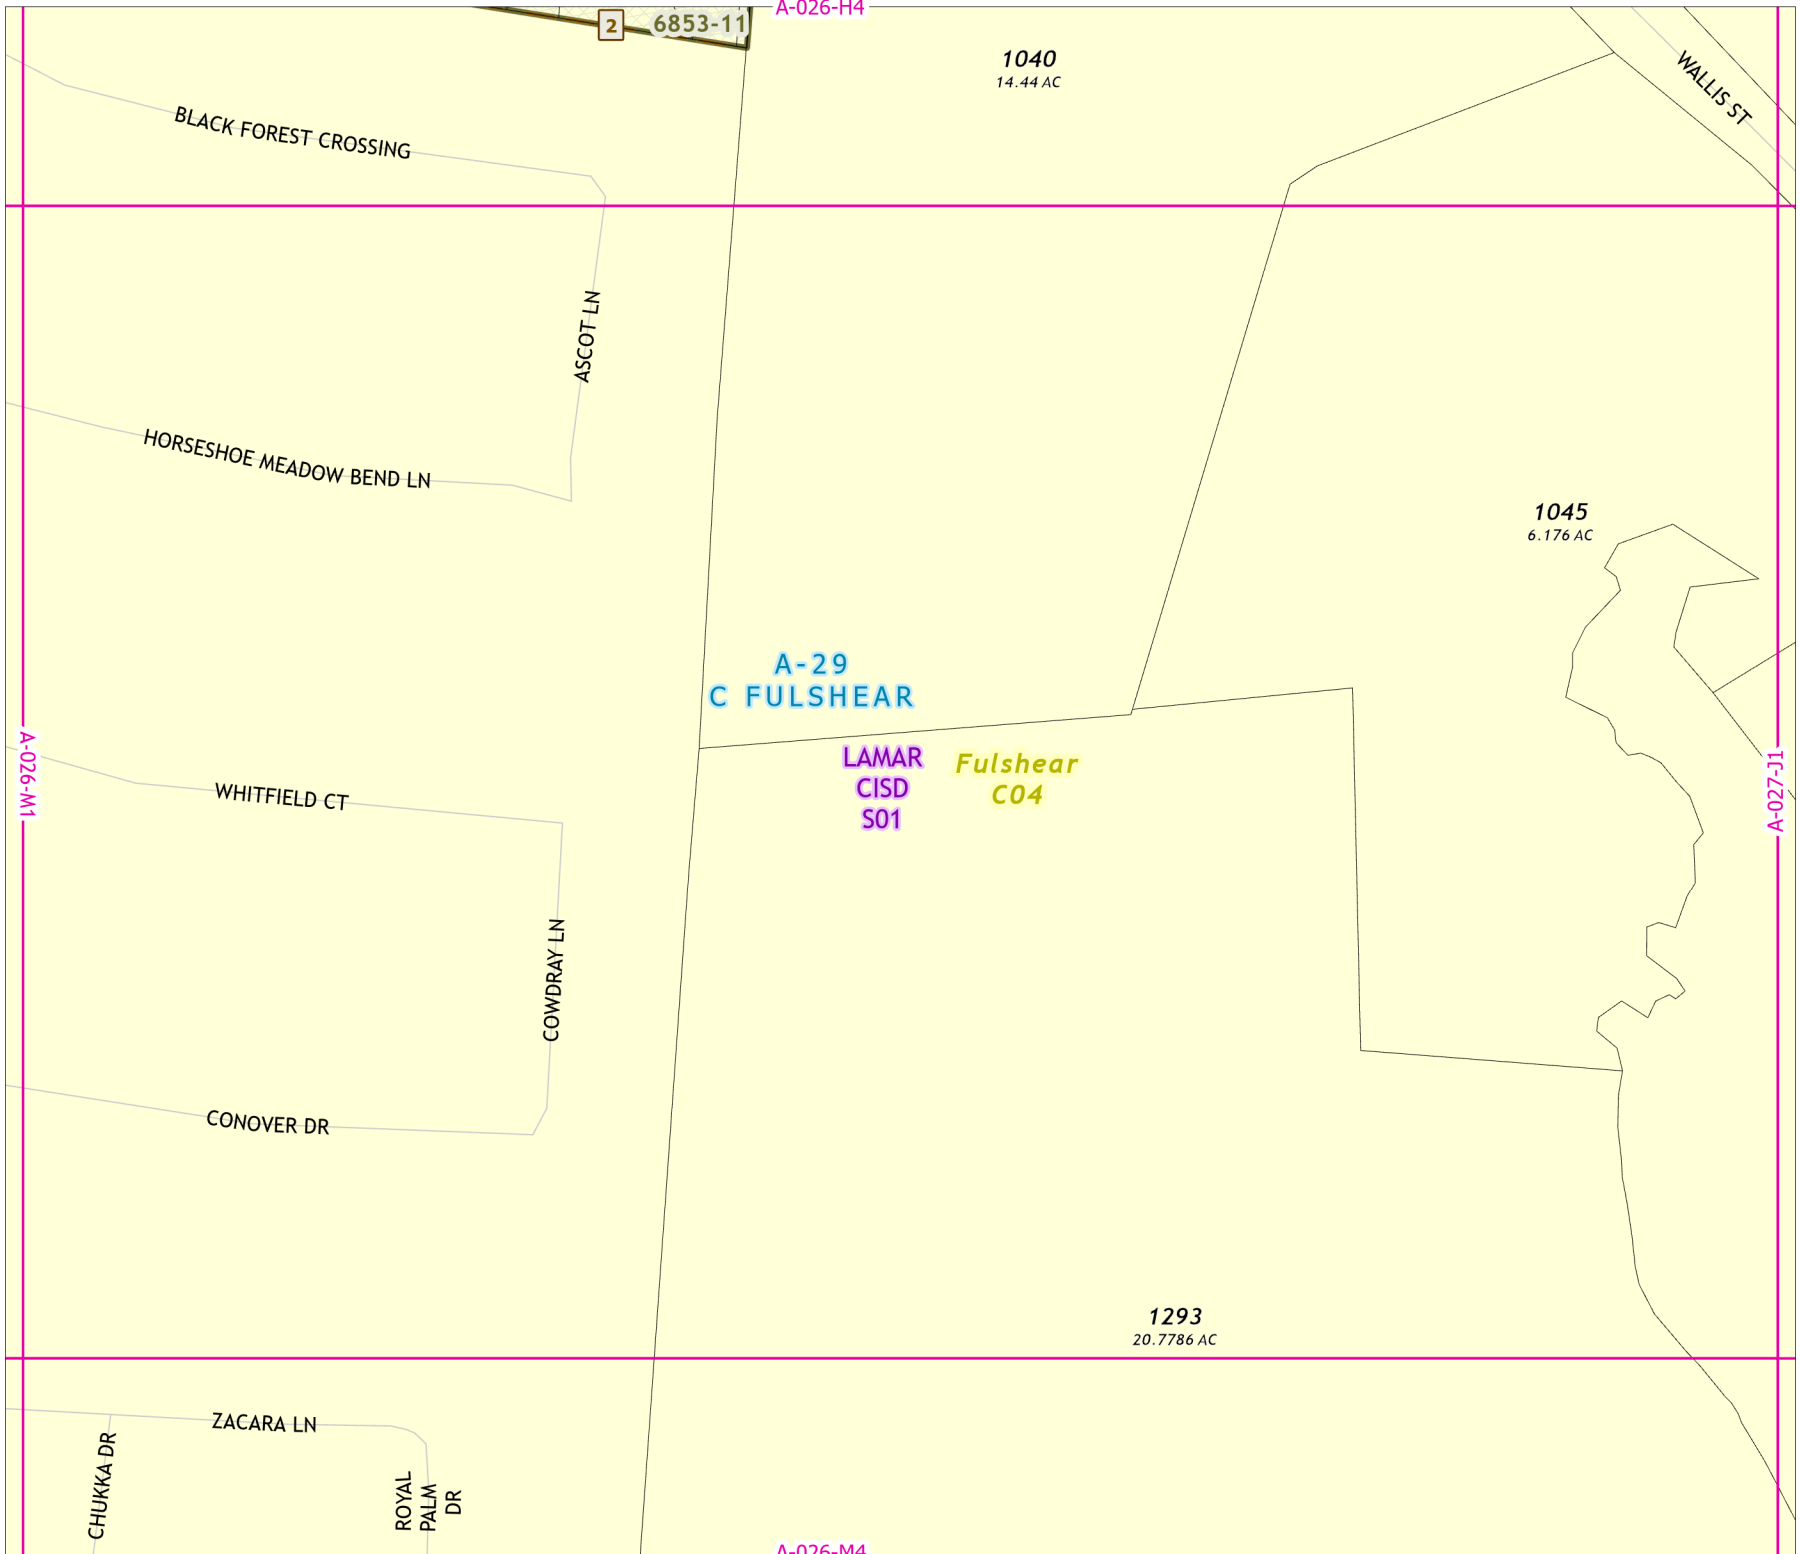 A-026-H4
2
6853-11
1040
14.44 AC
WALLIS ST
BLACK FOREST CROSSING
ASCOT LN
HORSESHOE MEADOW BEND LN
1045
6.176 AC
A-29
C FULSHEAR
LAMAR
CISD
S01
Fulshear
C04
A-026-M1
A-027-J1
WHITFIELD CT
COWDRAY LN
CONOVER DR
1293
20.7786 AC
ZACARA LN
CHUKKA DR
ROYAL
PALM
DR
A-026-M4